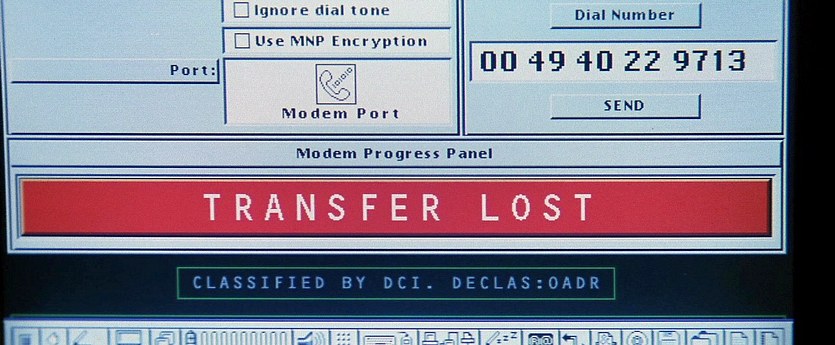 Ignore dial tone
Use MNP Encryption
Port:
Modem Port
Dial Number
00 49 40 22 9713
SEND
Modem Progress Panel
TRANSFER LOST
CLASSIFIED BY DCI. DECLAS:OADR